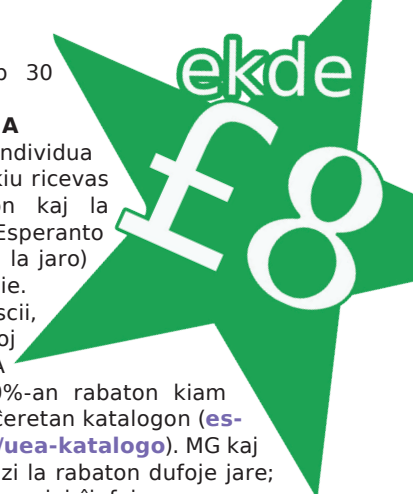 30
ekde
£8
A
ndividua
kiu ricevas
n kaj la
Esperanto
la jaro)
ie.
scii,
oj
A
0%-an rabaton kiam
ĉeretan katalogon (es-
/uea-katalogo). MG kaj
zi la rabaton dufoje jare;